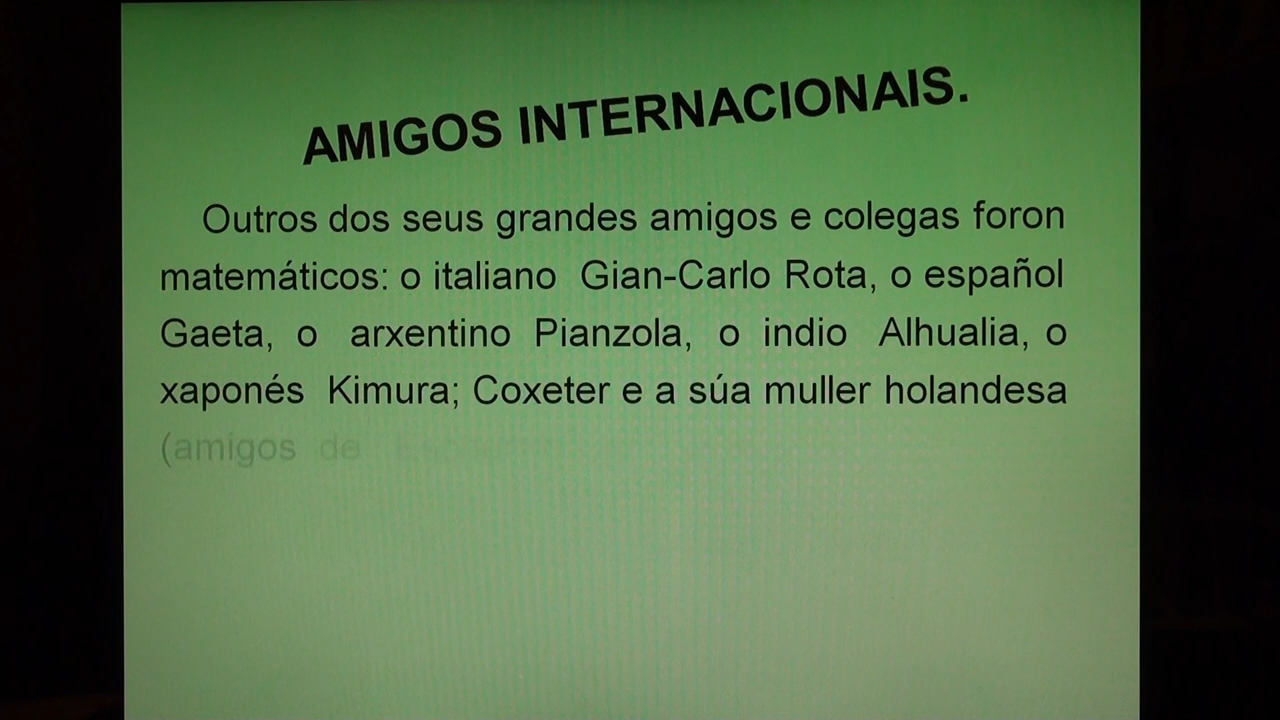 AMIGOS INTERNACIONAIS.
Outros dos seus grandes amigos e colegas foron
matemáticos: o italiano Gian-Carlo Rota, o español
Gaeta, o arxentino Pianzola, o indio Alhualia, o
xaponés Kimura; Coxeter e a súa muller holandesa
(amigos de